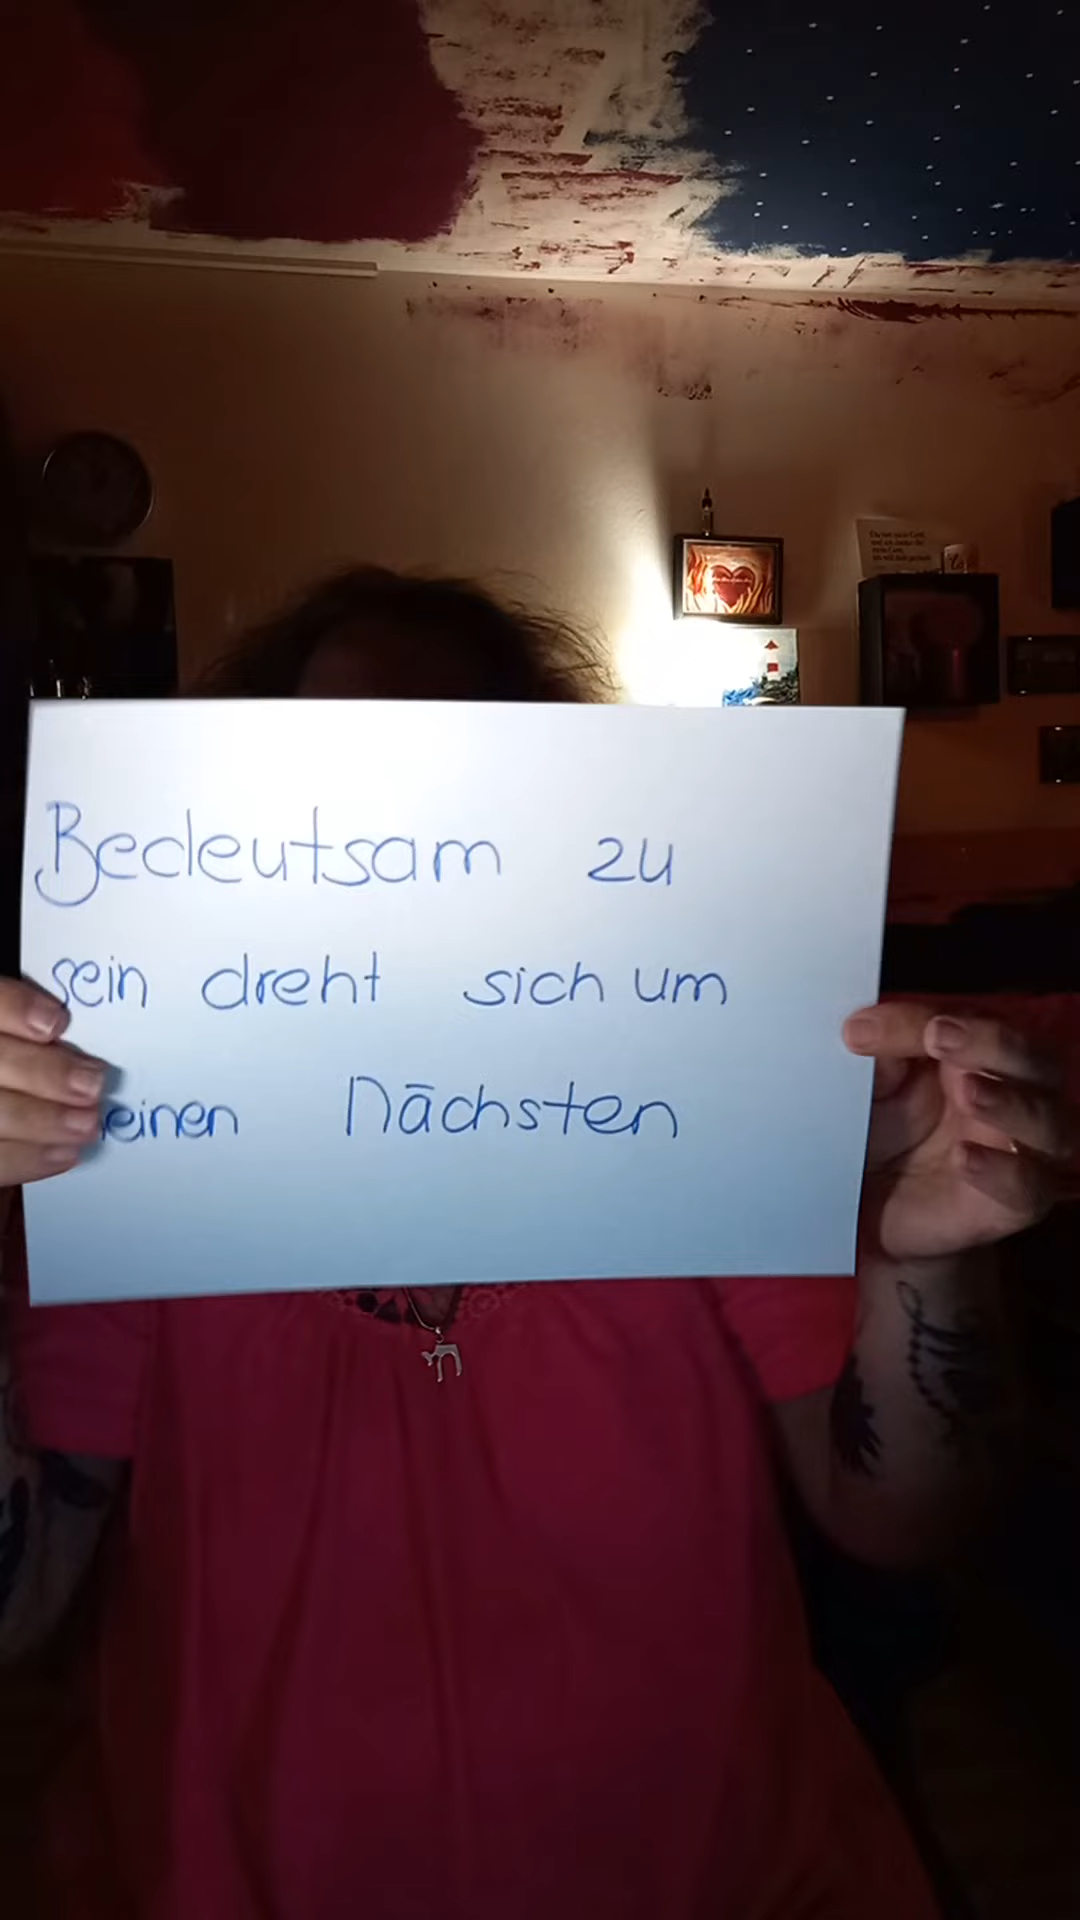 Bedeutsam zu
sein dreht sich um
einen Nächsten